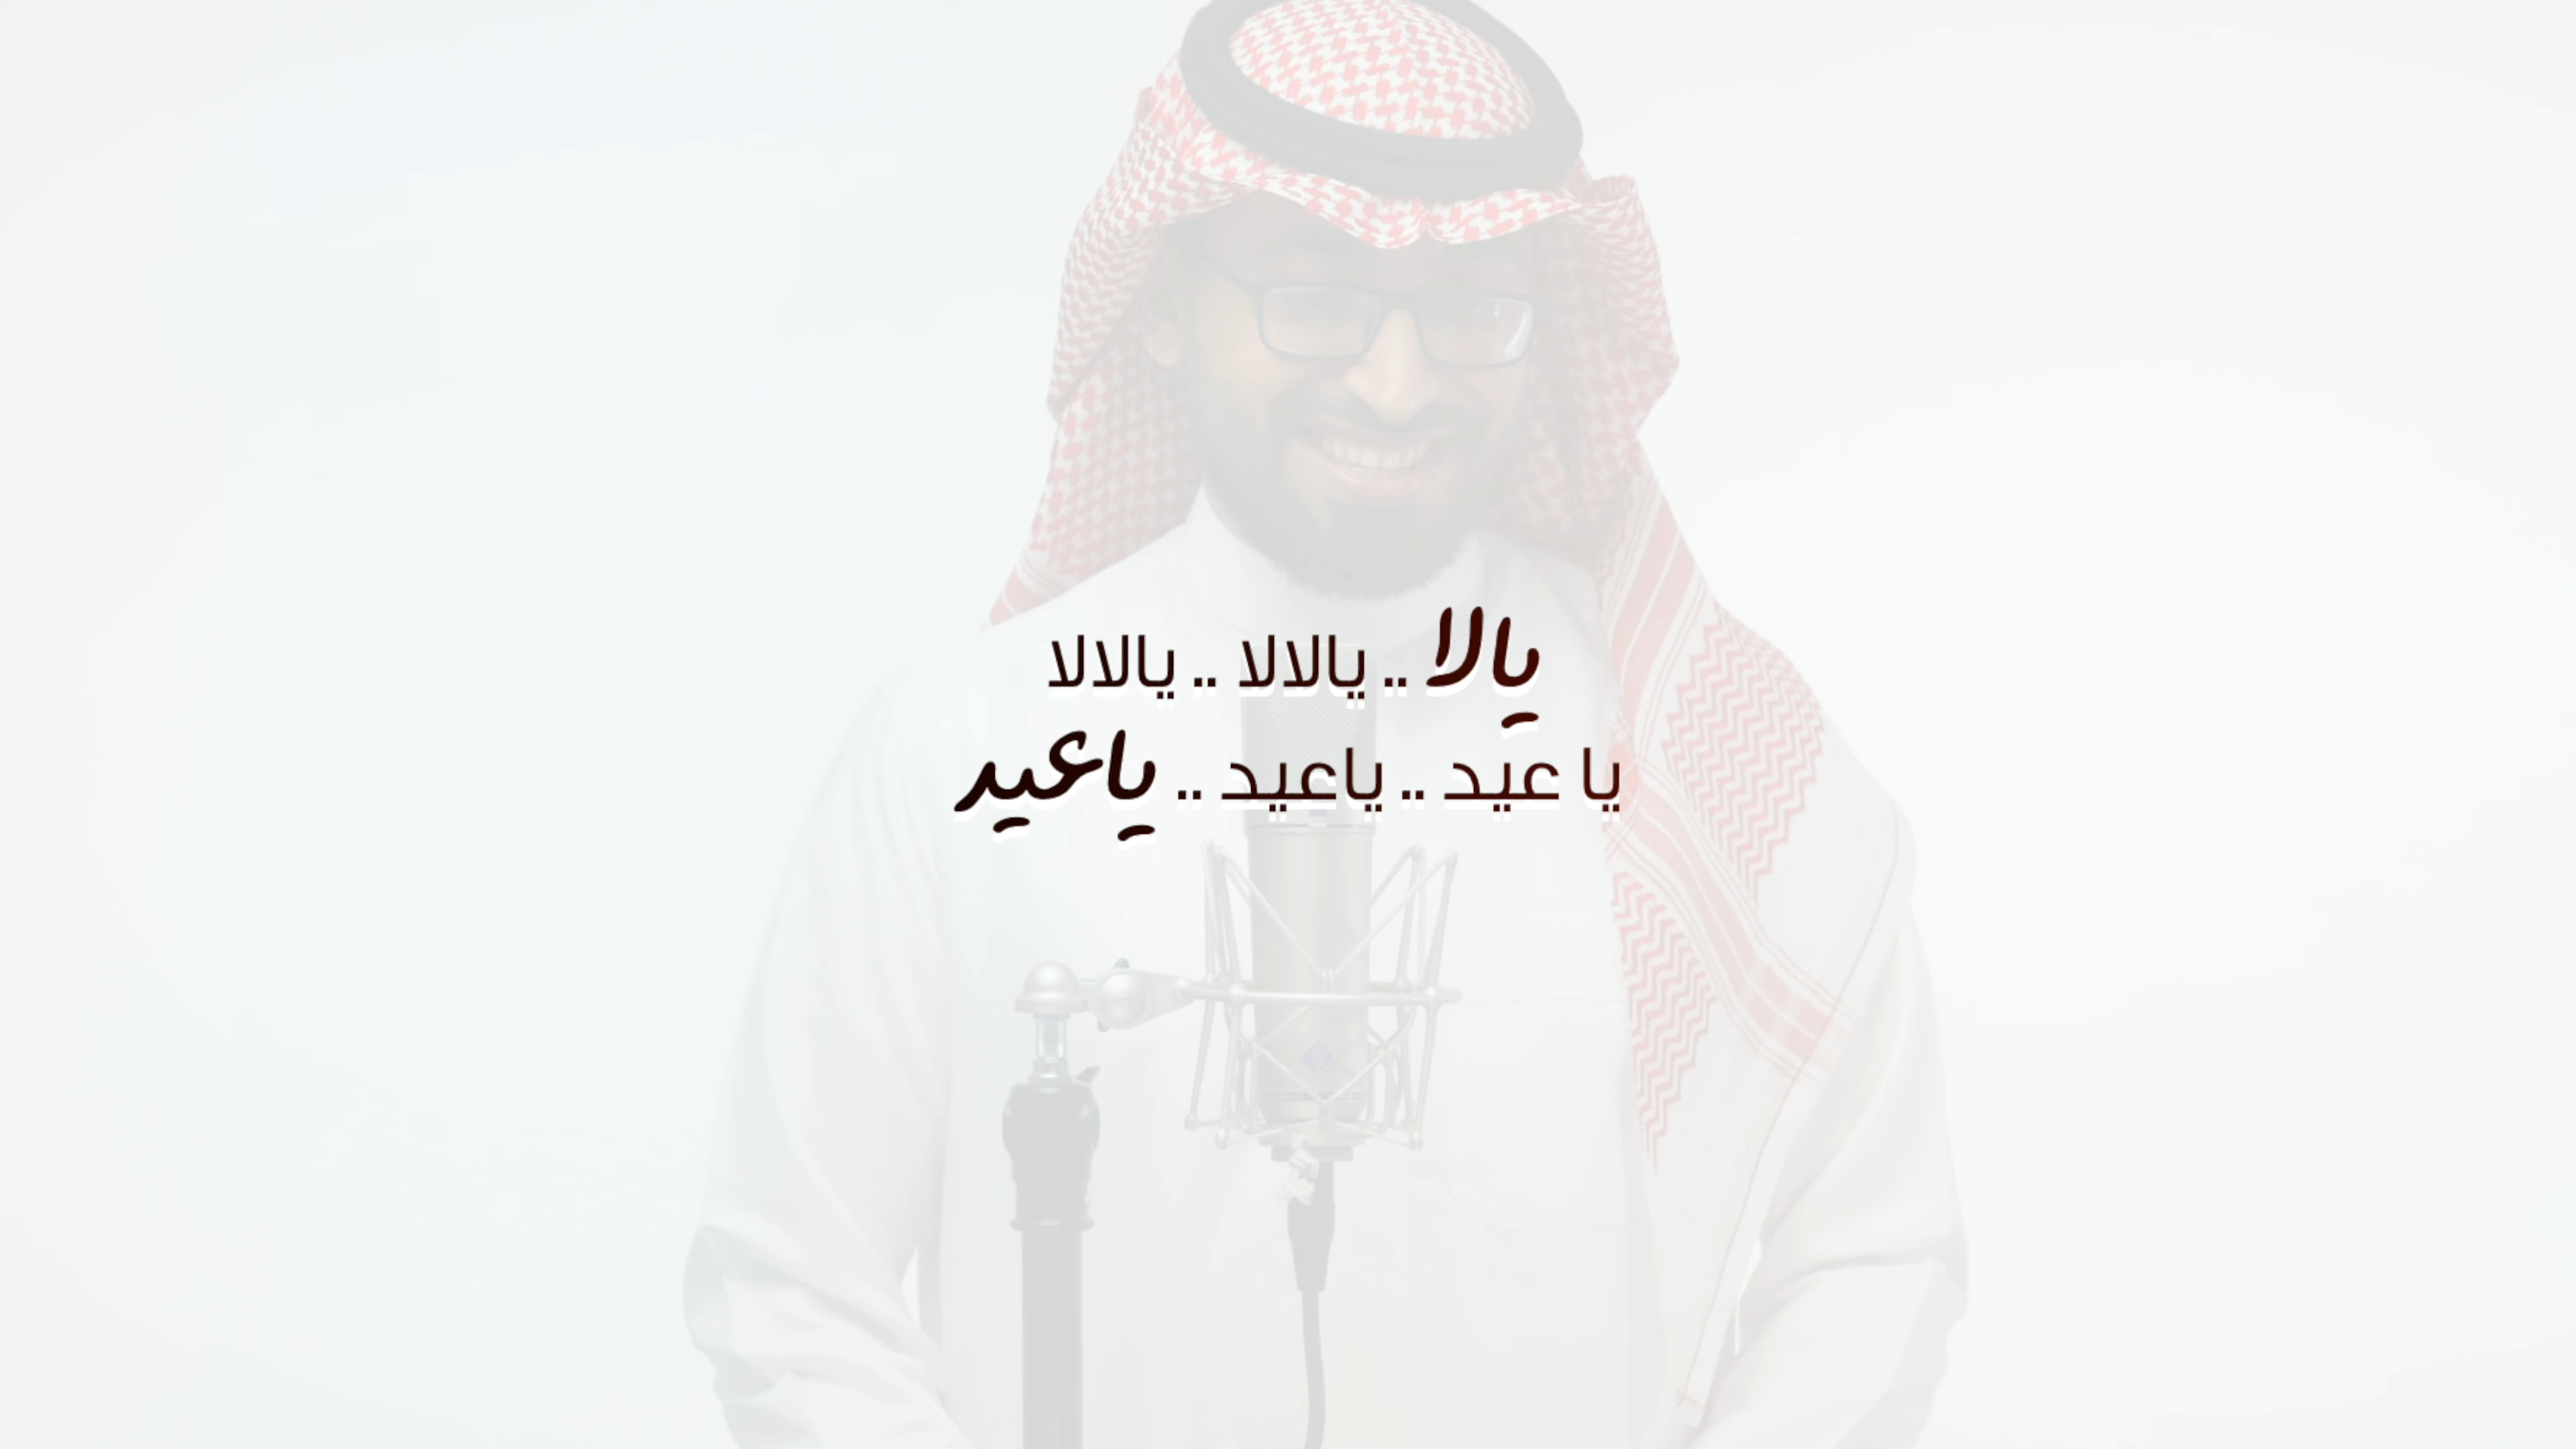 يالا .. يالالا .. يالالا
يا عيد .. ياعيد .. ياعيد